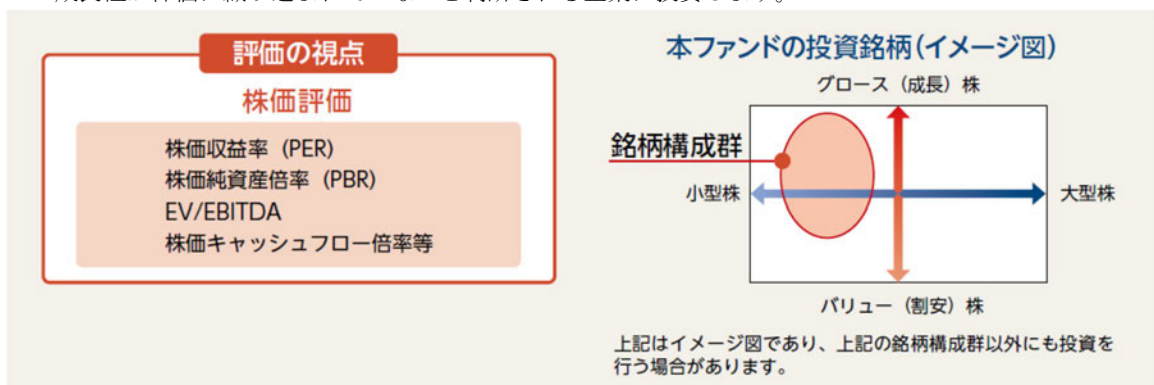 評価の視点
株価評価
株価収益率（PER）
株価純資産倍率（PBR）
EV/EBITDA
株価キャッシュフロー倍率等
本ファンドの投資銘柄（イメージ図）
グロース（成長）株
銘柄構成群
小型株
大型株
バリュー（割安）株
上記はイメージ図であり、上記の銘柄構成群以外にも投資を
行う場合があります。